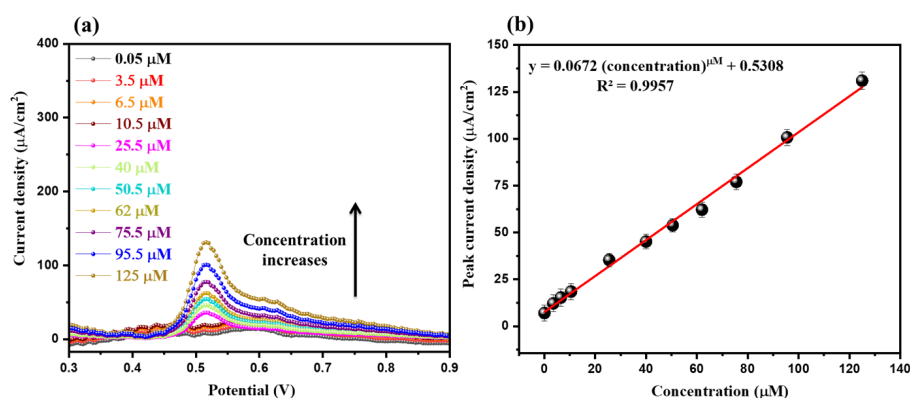 (a)
400
300
200
100
0
Current density (μA/cm²)
0.05 μM
3.5 μM
6.5 μM
10.5 μM
25.5 μM
40 μM
50.5 μM
62 μM
75.5 μM
95.5 μM
125 μM
Concentration
increases
0.3 0.4 0.5 0.6 0.7 0.8 0.9
Potential (V)
(b)
150
125
100
75
50
25
0
Peak current density (μA/cm²)
y = 0.0672 (concentration)^μM + 0.5308
R² = 0.9957
0 20 40 60 80 100 120 140
Concentration (μM)